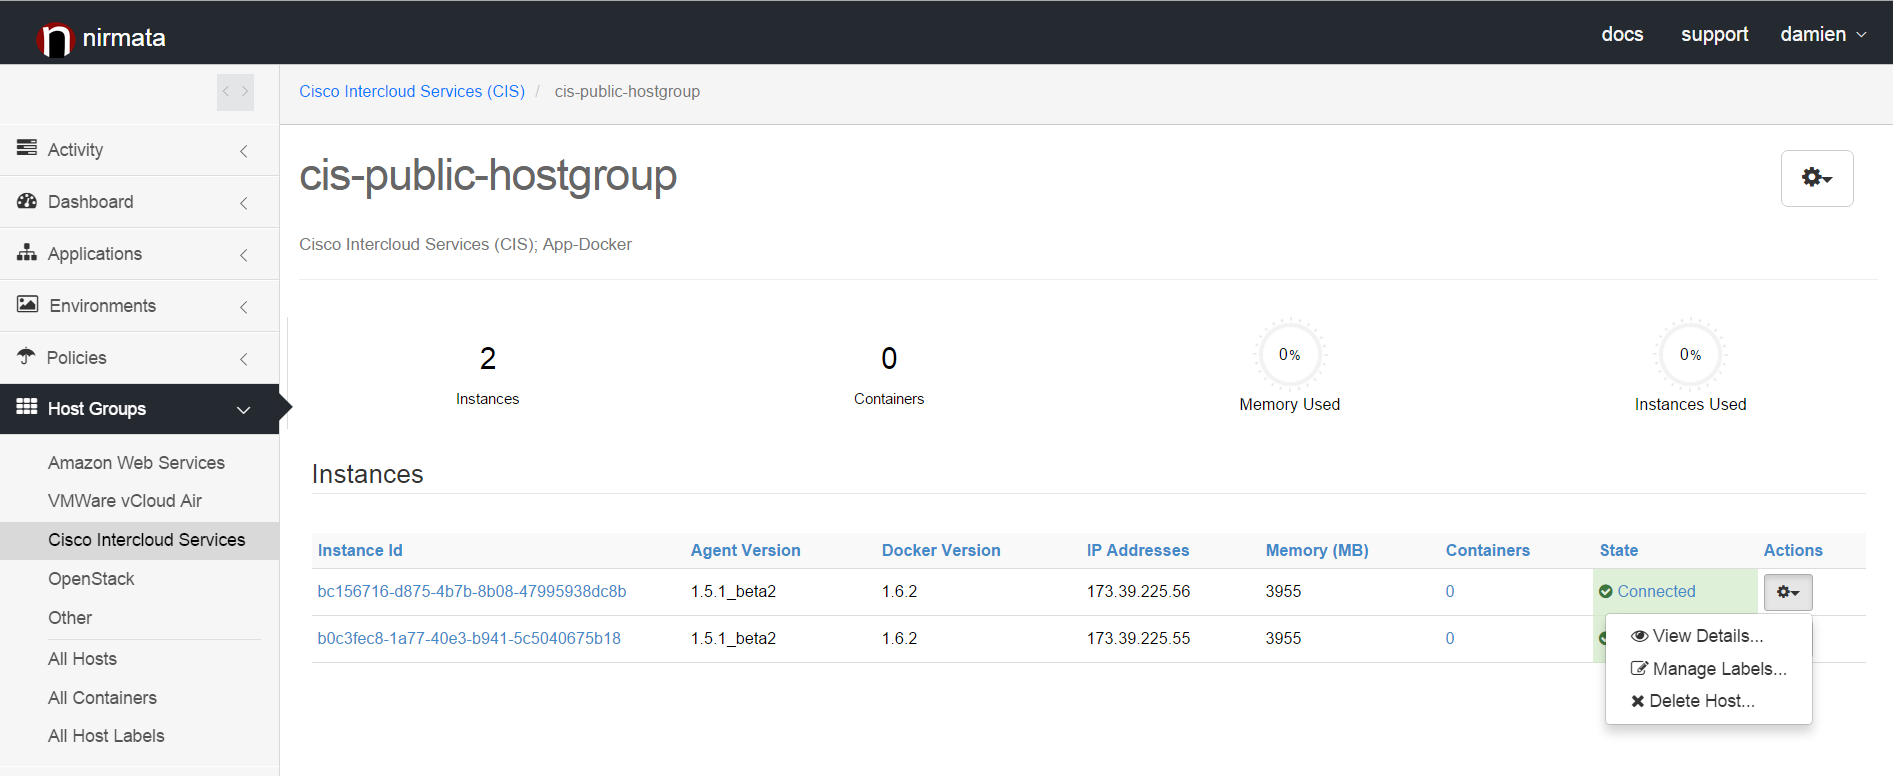 nirmata
docs support damien
Cisco Intercloud Services (CIS) / cis-public-hostgroup
Activity
Dashboard
Applications
Environments
Policies
Host Groups
Amazon Web Services
VMWare vCloud Air
Cisco Intercloud Services
OpenStack
Other
All Hosts
All Containers
All Host Labels
cis-public-hostgroup
Cisco Intercloud Services (CIS); App-Docker
2 0 0% 0%
Instances Containers Memory Used Instances Used
Instances
Instance Id Agent Version Docker Version IP Addresses Memory (MB) Containers State Actions
bc156716-d875-4b7b-8b08-47995938dc8b 1.5.1_beta2 1.6.2 173.39.225.56 3955 0 Connected
b0c3fec8-1a77-40e3-b941-5c5040675b18 1.5.1_beta2 1.6.2 173.39.225.55 3955 0
View Details...
Manage Labels...
Delete Host...